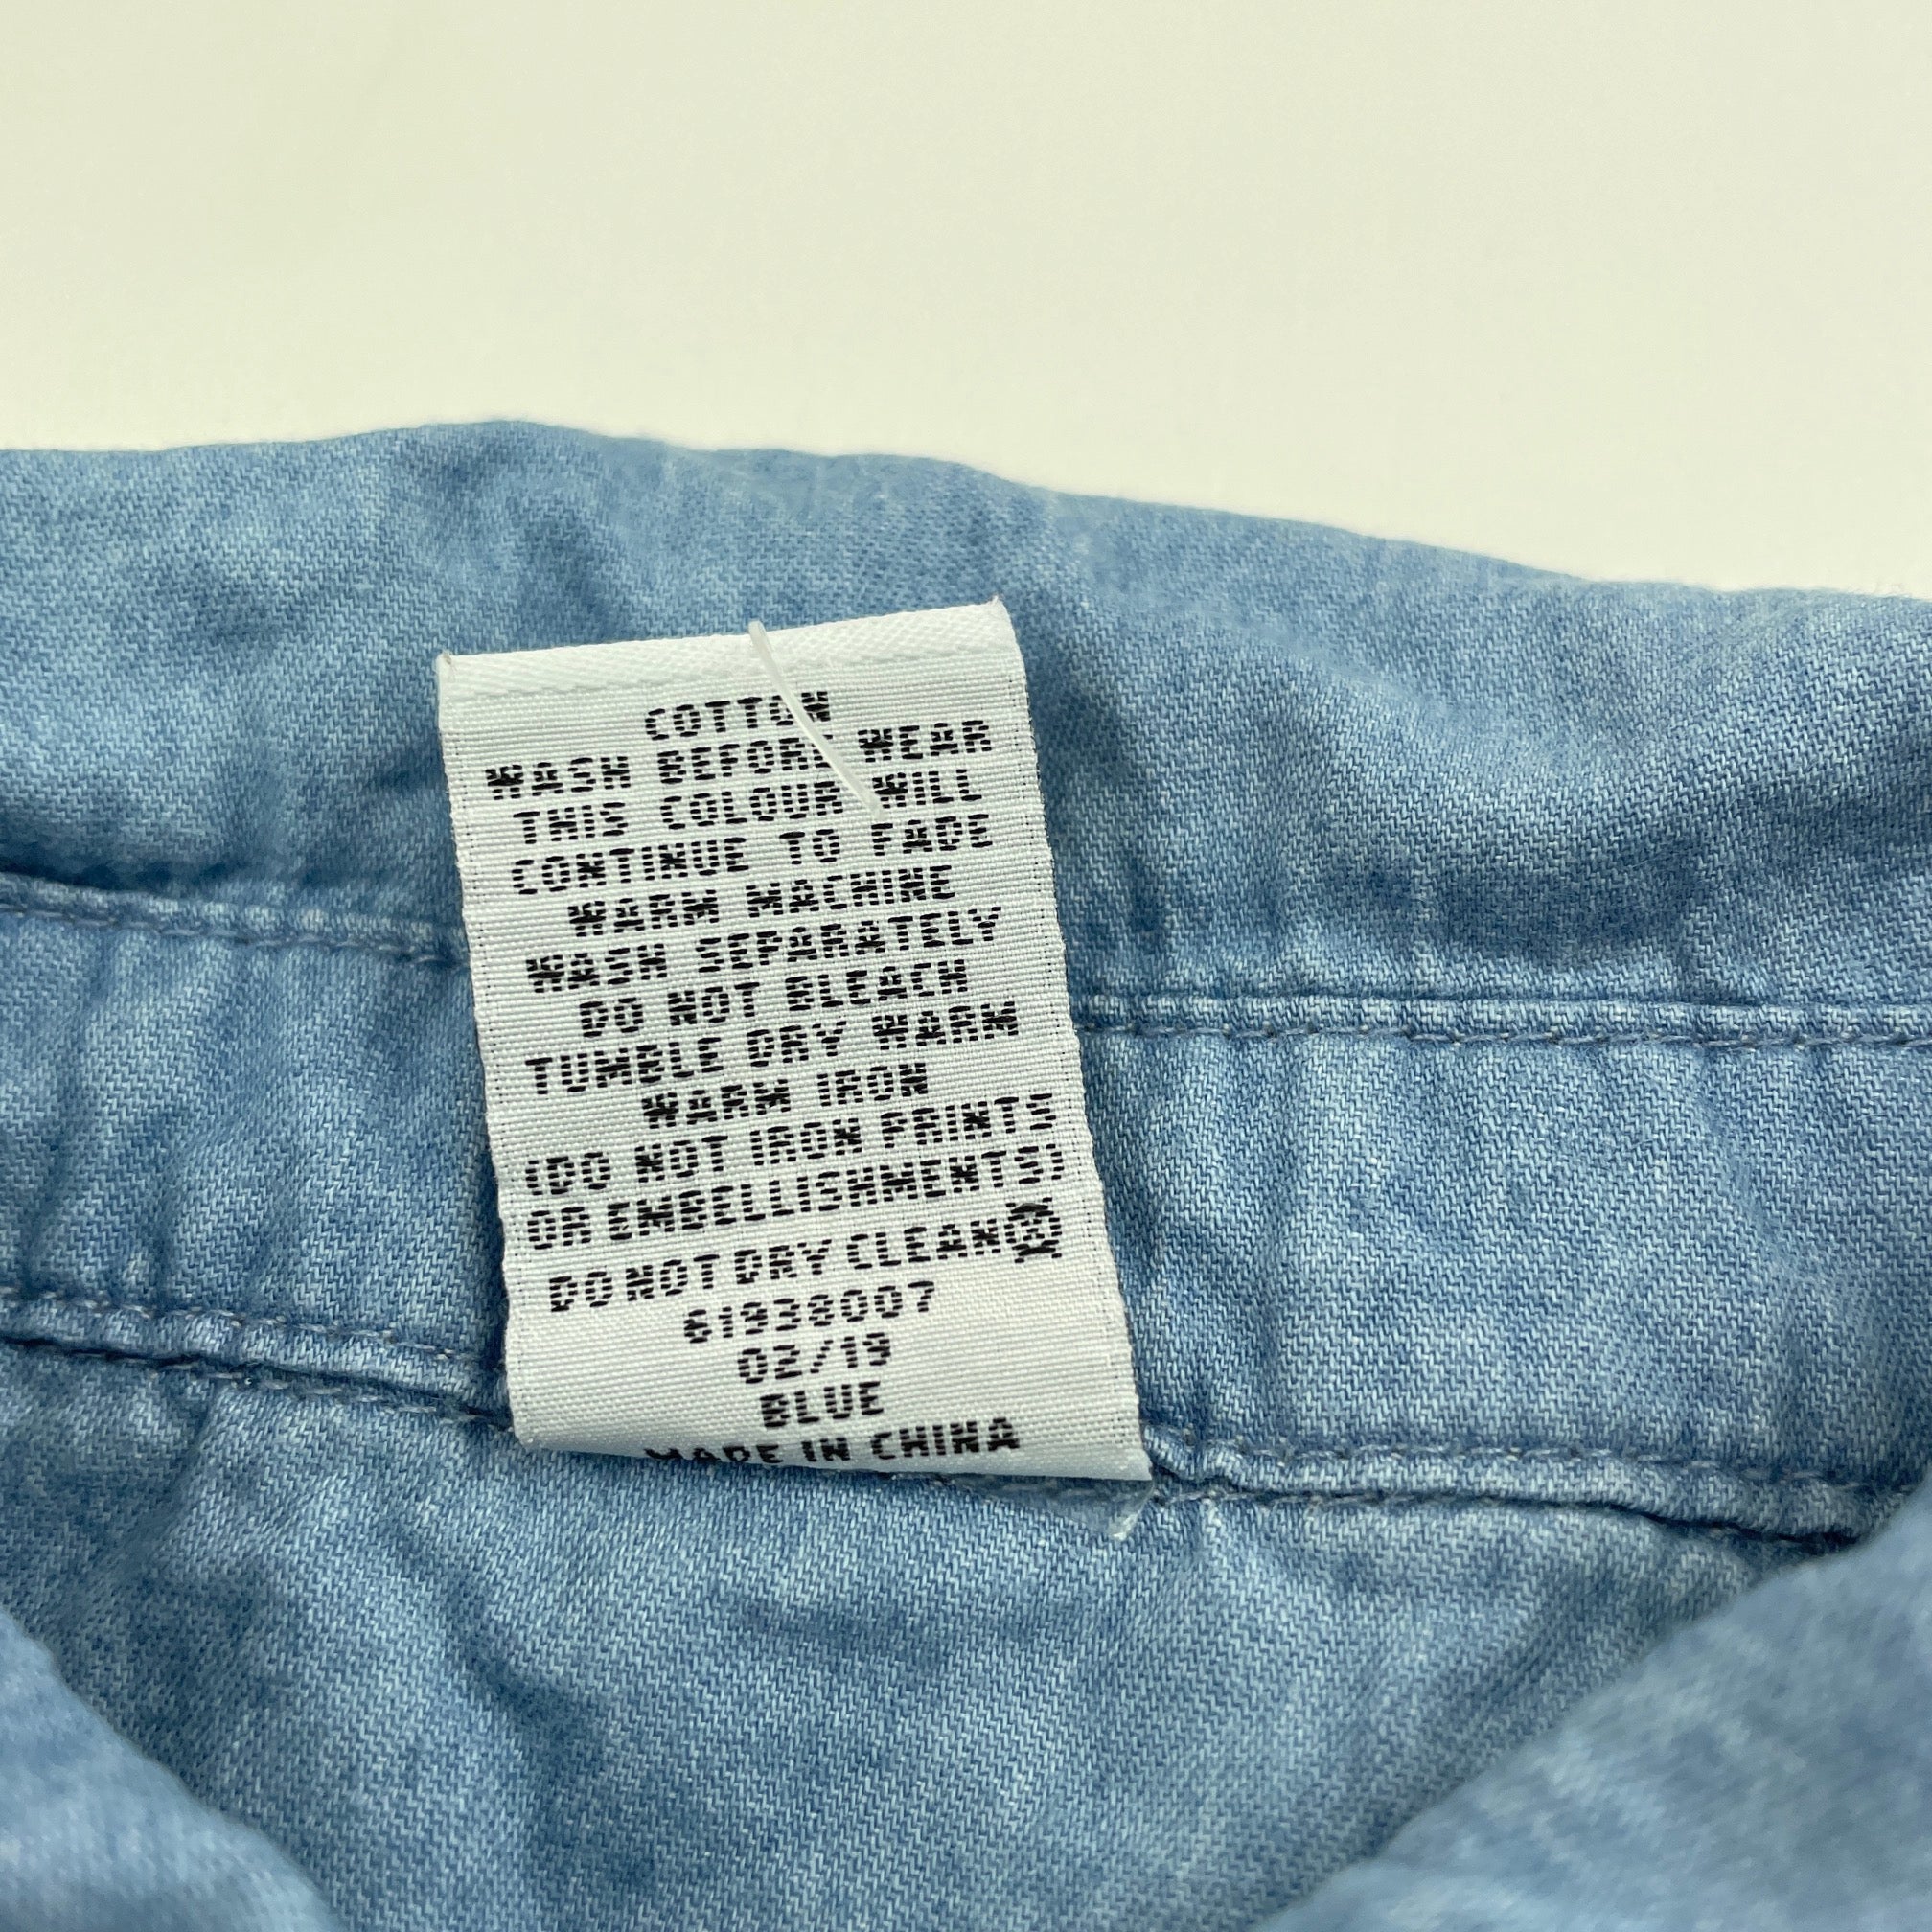 COTTON
WASH BEFORE WEAR
THIS COLOUR WILL
CONTINUE TO FADE
WARM MACHINE
WASH SEPARATELY
DO NOT BLEACH
TUMBLE DRY WARM
WARM IRON
(DO NOT IRON PRINTS
OR EMBELLISHMENTS)
DO NOT DRY CLEAN
61938007
02/19
BLUE
MADE IN CHINA